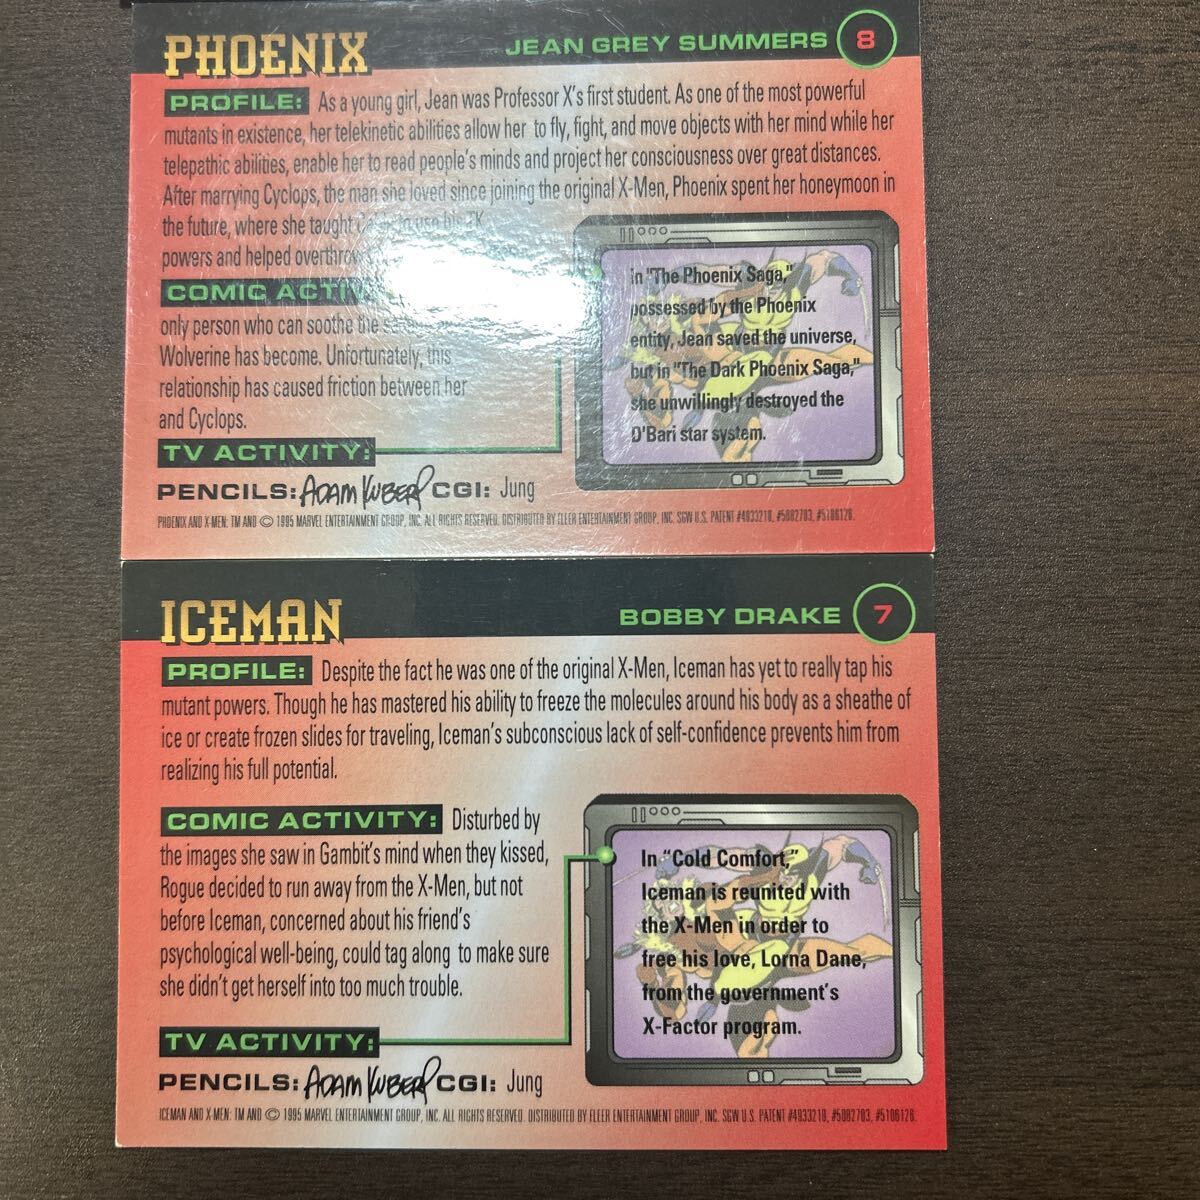 PHOENIX
JEAN GREY SUMMERS 8
PROFILE: As a young girl, Jean was Professor X's first student. As one of the most powerful
mutants in existence, her telekinetic abilities allow her to fly, fight, and move objects with her mind while her
telepathic abilities, enable her to read people's minds and project her consciousness over great distances.
After marrying Cyclops, the man she loved since joining the original X-Men, Phoenix spent her honeymoon in
the future, where she taught to use his TK
powers and helped
COMIC
only person who can soothe the
Wolverine has become. Unfortunately, this
relationship has caused friction between her
and Cyclops.
TV ACTIVITY:
In "The Phoenix Saga,"
possessed by the Phoenix
entity, Jean saved the universe,
but in "The Dark Phoenix Saga,"
she unwillingly destroyed the
D'Bari star system.
PENCILS: ADAM KUBERT CGI: Jung
PHOENIX AND X-MEN: TM AND © 1995 MARVEL ENTERTAINMENT GROUP, INC. ALL RIGHTS RESERVED. DISTRIBUTED BY FLEER ENTERTAINMENT GROUP, INC. SGW U.S. PATENT #4933218, #5082703, #5106126.
ICEMAN
BOBBY DRAKE 7
PROFILE: Despite the fact he was one of the original X-Men, Iceman has yet to really tap his
mutant powers. Though he has mastered his ability to freeze the molecules around his body as a sheathe of
ice or create frozen slides for traveling, Iceman's subconscious lack of self-confidence prevents him from
realizing his full potential.
COMIC ACTIVITY: Disturbed by
the images she saw in Gambit's mind when they kissed,
Rogue decided to run away from the X-Men, but not
before Iceman, concerned about his friend's
psychological well-being, could tag along to make sure
she didn't get herself into too much trouble.
TV ACTIVITY:
In "Cold Comfort,"
Iceman is reunited with
the X-Men in order to
free his love, Lorna Dane,
from the government's
X-Factor program.
PENCILS: ADAM KUBERT CGI: Jung
ICEMAN AND X-MEN: TM AND © 1995 MARVEL ENTERTAINMENT GROUP, INC. ALL RIGHTS RESERVED. DISTRIBUTED BY FLEER ENTERTAINMENT GROUP, INC. SGW U.S. PATENT #4933218, #5082703, #5106126.